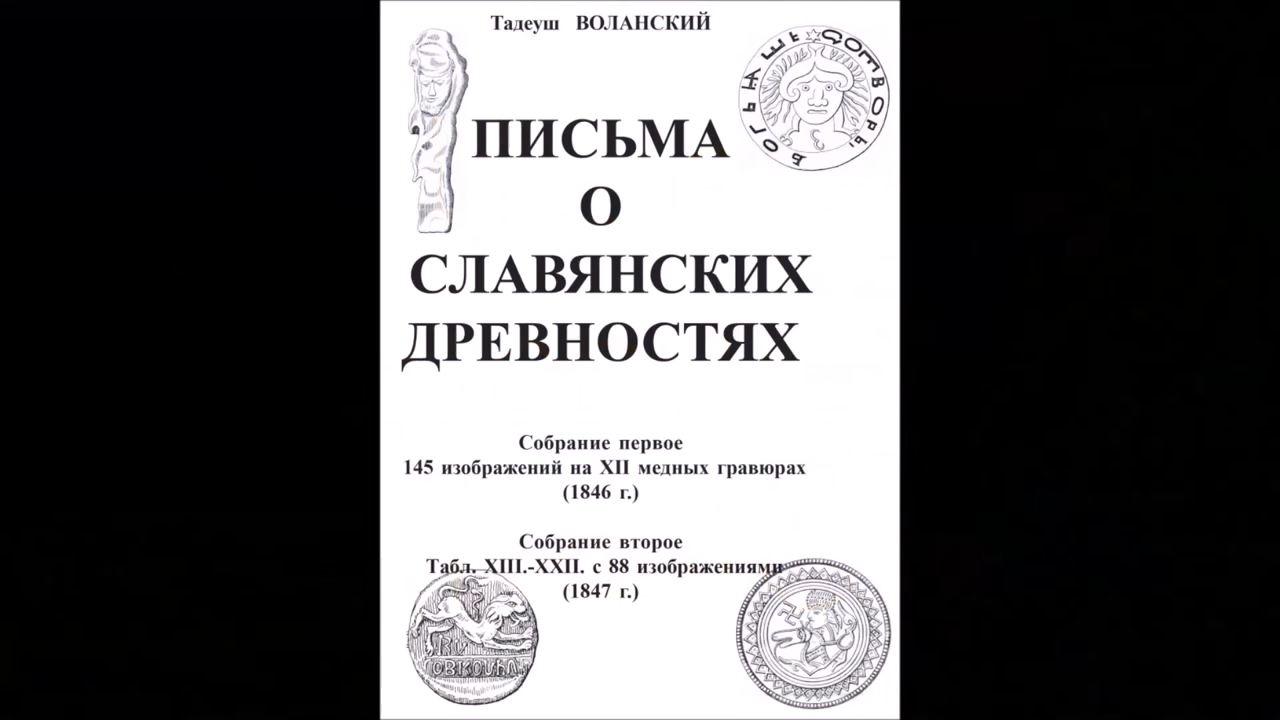 Тадеуш ВОЛАНСКИЙ
ПИСЬМА
О
СЛАВЯНСКИХ
ДРЕВНОСТЯХ
Собрание первое
145 изображений на XII медных гравюрах
(1846 г.)
Собрание второе
Табл. XIII.-XXII. с 88 изображениями
(1847 г.)